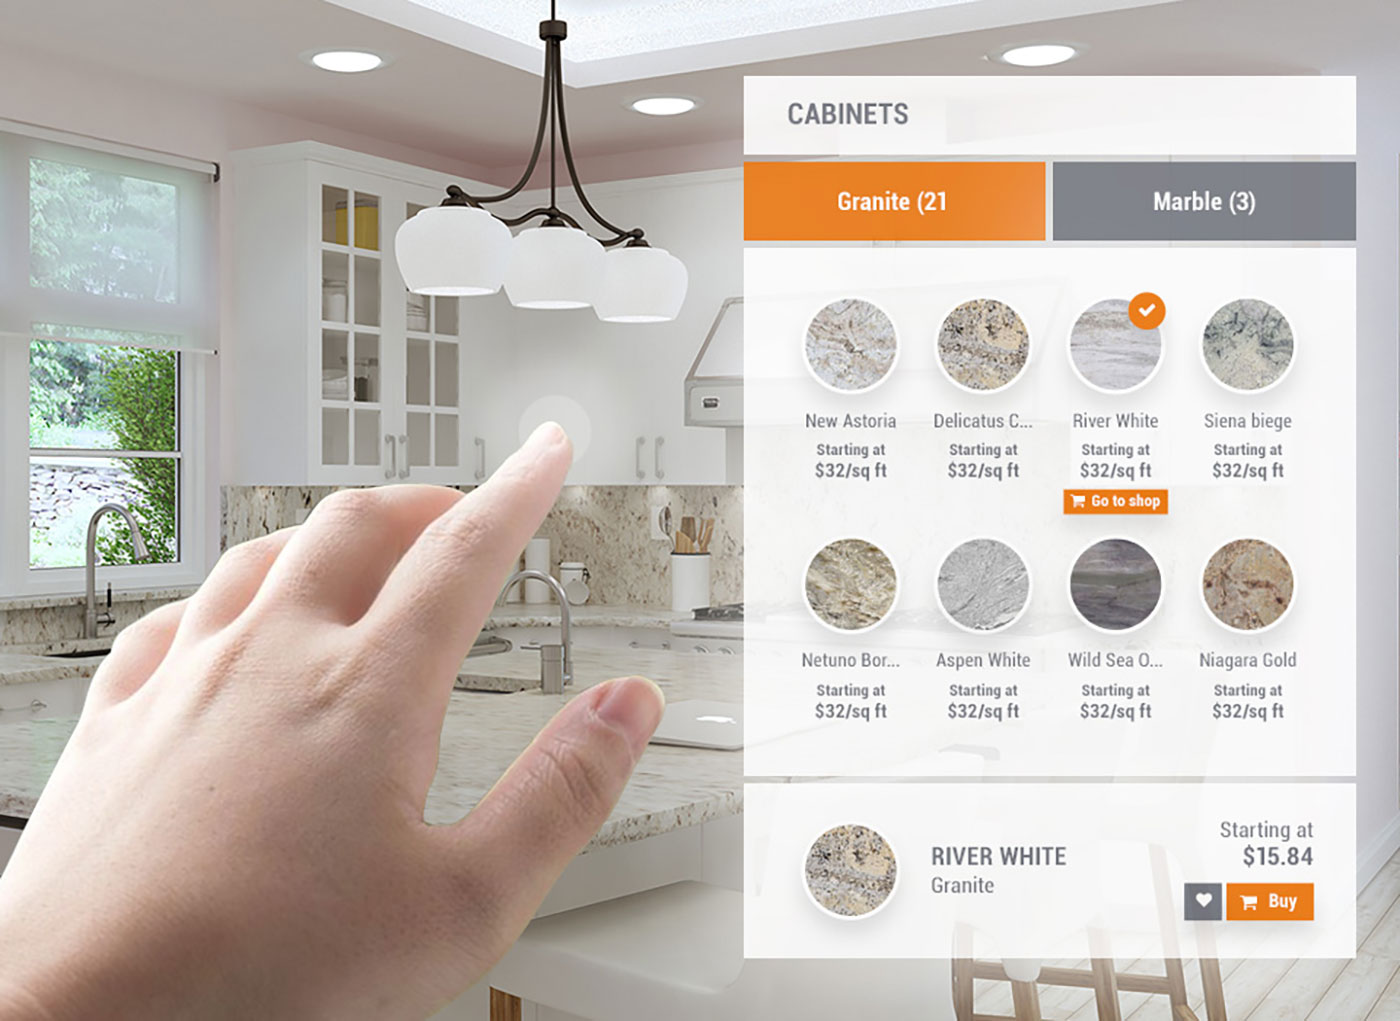 CABINETS
Granite (21
Marble (3)
New Astoria
Delicatus C...
River White
Siena biege
Starting at
Starting at
Starting at
Starting at
$32/sq ft
$32/sq ft
$32/sq ft
$32/sq ft
Go to shop
Netuno Bor...
Aspen White
Wild Sea O...
Niagara Gold
Starting at
Starting at
Starting at
Starting at
$32/sq ft
$32/sq ft
$32/sq ft
$32/sq ft
RIVER WHITE
Granite
Starting at
$15.84
Buy